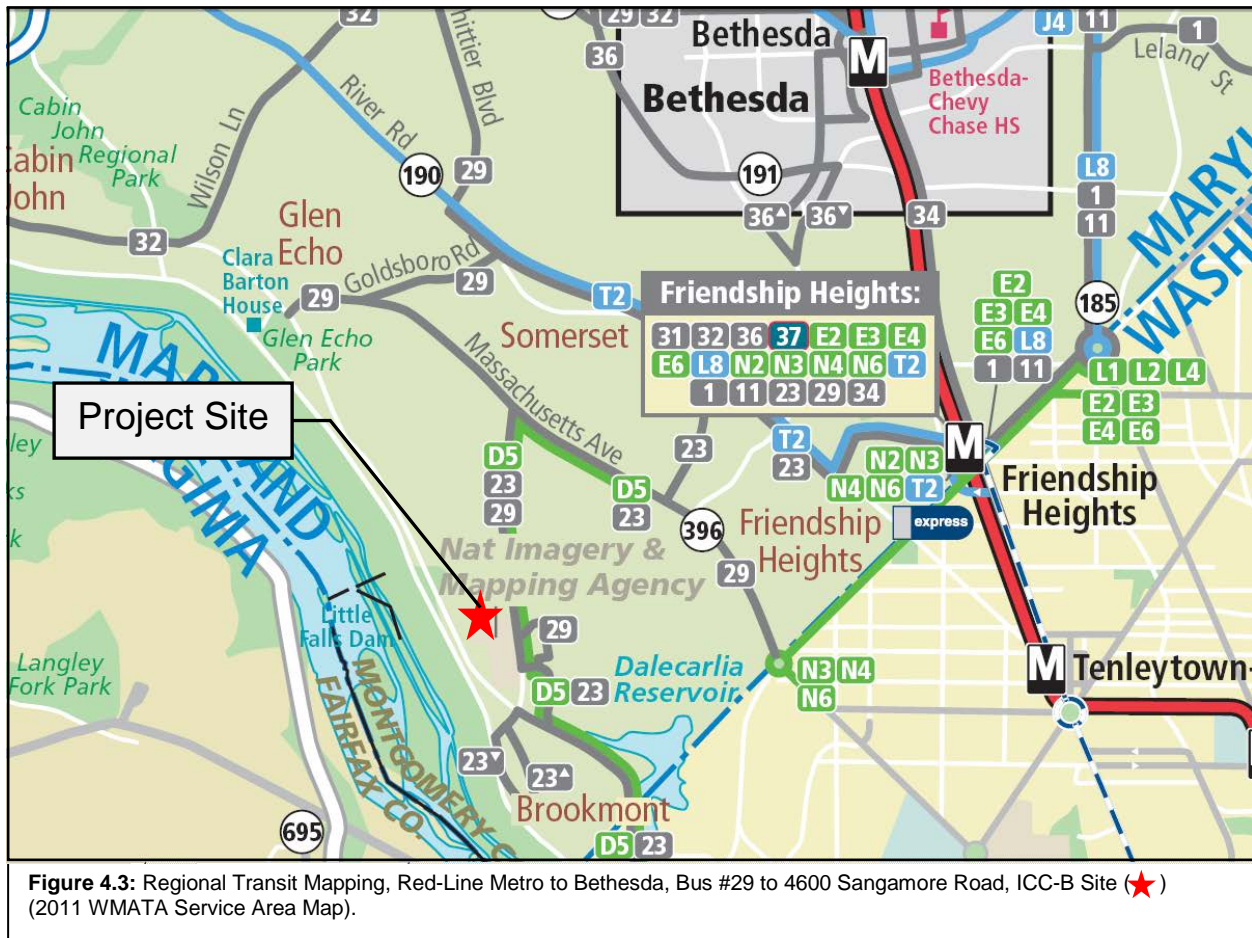 32
hittier Blvd
29 32
36
Bethesda
M
J4
11
1
Leland St
Bethesda
Bethesda-
Chevy
Chase HS
Cabin
John
Regional
Park
Cabin
John
Wilson Ln
River Rd
190
29
191
36
36
34
L8
1
11
MARYL
WASHI
32
Glen
Echo
Clara
Barton
House
29
Goldsboro Rd
29
Glen Echo
Park
T2
Somerset
Friendship Heights:
31 32 36 37 E2 E3 E4
E6 L8 N2 N3 N4 N6 T2
1 11 23 29 34
E2
E3 E4
E6 L8
1 11
185
L1 L2 L4
E2 E3
E4 E6
Project Site
MARYLAND
VIRGINIA
Massachusetts Ave
D5
23
29
D5
23
23
T2
23
M
N2 N3
N4 N6 T2
Friendship
Heights
express
396
Friendship
Heights
29
ley
ks
k
Nat Imagery &
Mapping Agency
Little
Falls Dam
29
Langley
Fork Park
MONTGOMERY C
FAIRFAX CO.
Dalecarlia
Reservoir
N3 N4
N6
M
Tenleytown-
D5 23
23
23
Brookmont
695
D5 23
Figure 4.3: Regional Transit Mapping, Red-Line Metro to Bethesda, Bus #29 to 4600 Sangamore Road, ICC-B Site ( )
(2011 WMATA Service Area Map).